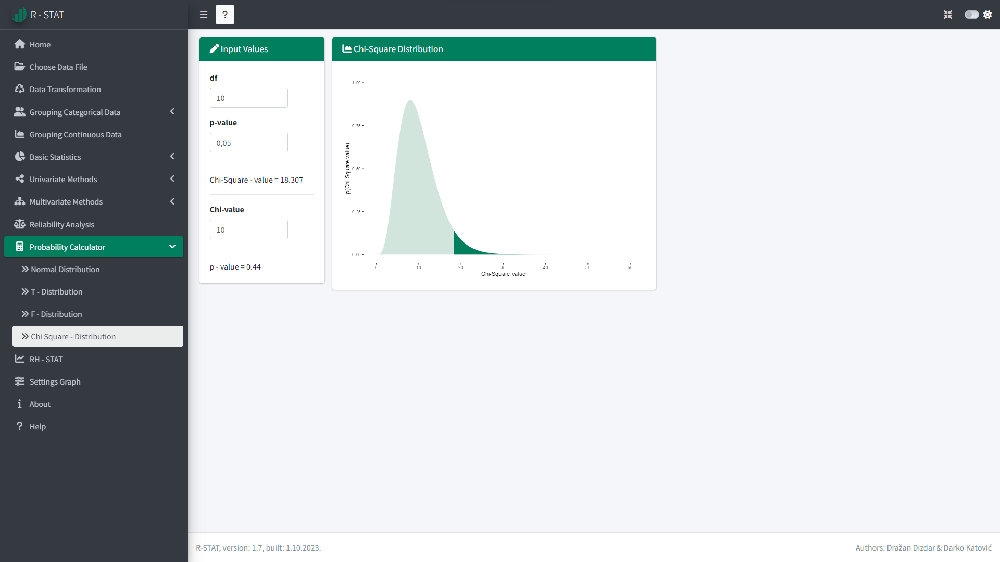 R - STAT
?
Home
Choose Data File
Data Transformation
Grouping Categorical Data
Grouping Continuous Data
Basic Statistics
Univariate Methods
Multivariate Methods
Reliability Analysis
Probability Calculator
Normal Distribution
T - Distribution
F - Distribution
Chi Square - Distribution
RH - STAT
Settings Graph
About
Help
Input Values
df
10
p-value
0,05
Chi-Square - value = 18.307
Chi-value
10
p - value = 0.44
Chi-Square Distribution
p(Chi-Square value)
1.00
0.75
0.50
0.25
0.00
0 10 20 30 40 50 60
Chi-Square value
R-STAT, version: 1.7, built: 1.10.2023.
Authors: Dražan Dizdar & Darko Katović